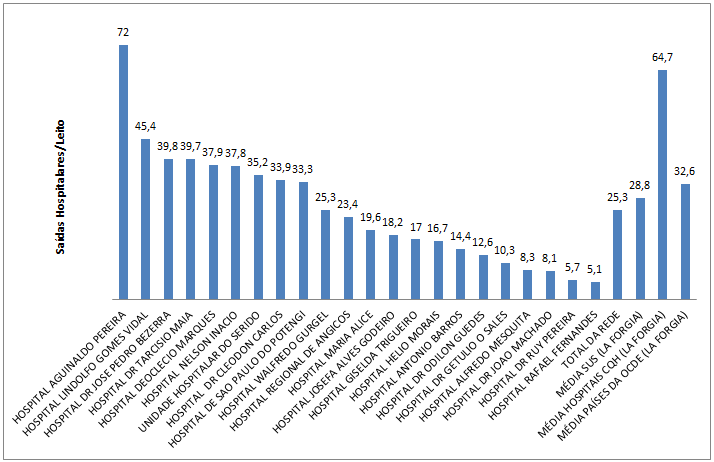 Saídas Hospitalares/Leito
72
45,4
39,8
39,7
37,9
37,8
35,2
33,9
33,3
25,3
23,4
19,6
18,2
17
16,7
14,4
12,6
10,3
8,3
8,1
5,7
5,1
25,3
28,8
64,7
32,6
HOSPITAL AGUINALDO PEREIRA
HOSPITAL LINDOLFO GOMES VIDAL
HOSPITAL DR JOSE PEDRO BEZERRA
HOSPITAL DR TARCISIO MAIA
HOSPITAL DEOCLECIO MARQUES
HOSPITAL NELSON INACIO
UNIDADE HOSPITALAR DO SERIDO
HOSPITAL DR CLEODON CARLOS
HOSPITAL DE SAO PAULO DO POTENGI
HOSPITAL WALFREDO GURGEL
HOSPITAL REGIONAL DE ANGICOS
HOSPITAL MARIA ALICE
HOSPITAL JOSEFA ALVES GODEIRO
HOSPITAL GISELDA TRIGUEIRO
HOSPITAL HELIO MORAIS
HOSPITAL ANTONIO BARROS
HOSPITAL DR ODILON GUEDES
HOSPITAL DR GETULIO O SALES
HOSPITAL ALFREDO MESQUITA
HOSPITAL DR JOAO MACHADO
HOSPITAL DR RUY PEREIRA
HOSPITAL RAFAEL FERNANDES
TOTAL DA REDE
MÉDIA SUS (LA FORGIA)
MÉDIA HOSPITAIS CQH (LA FORGIA)
MÉDIA PAÍSES DA OCDE (LA FORGIA)